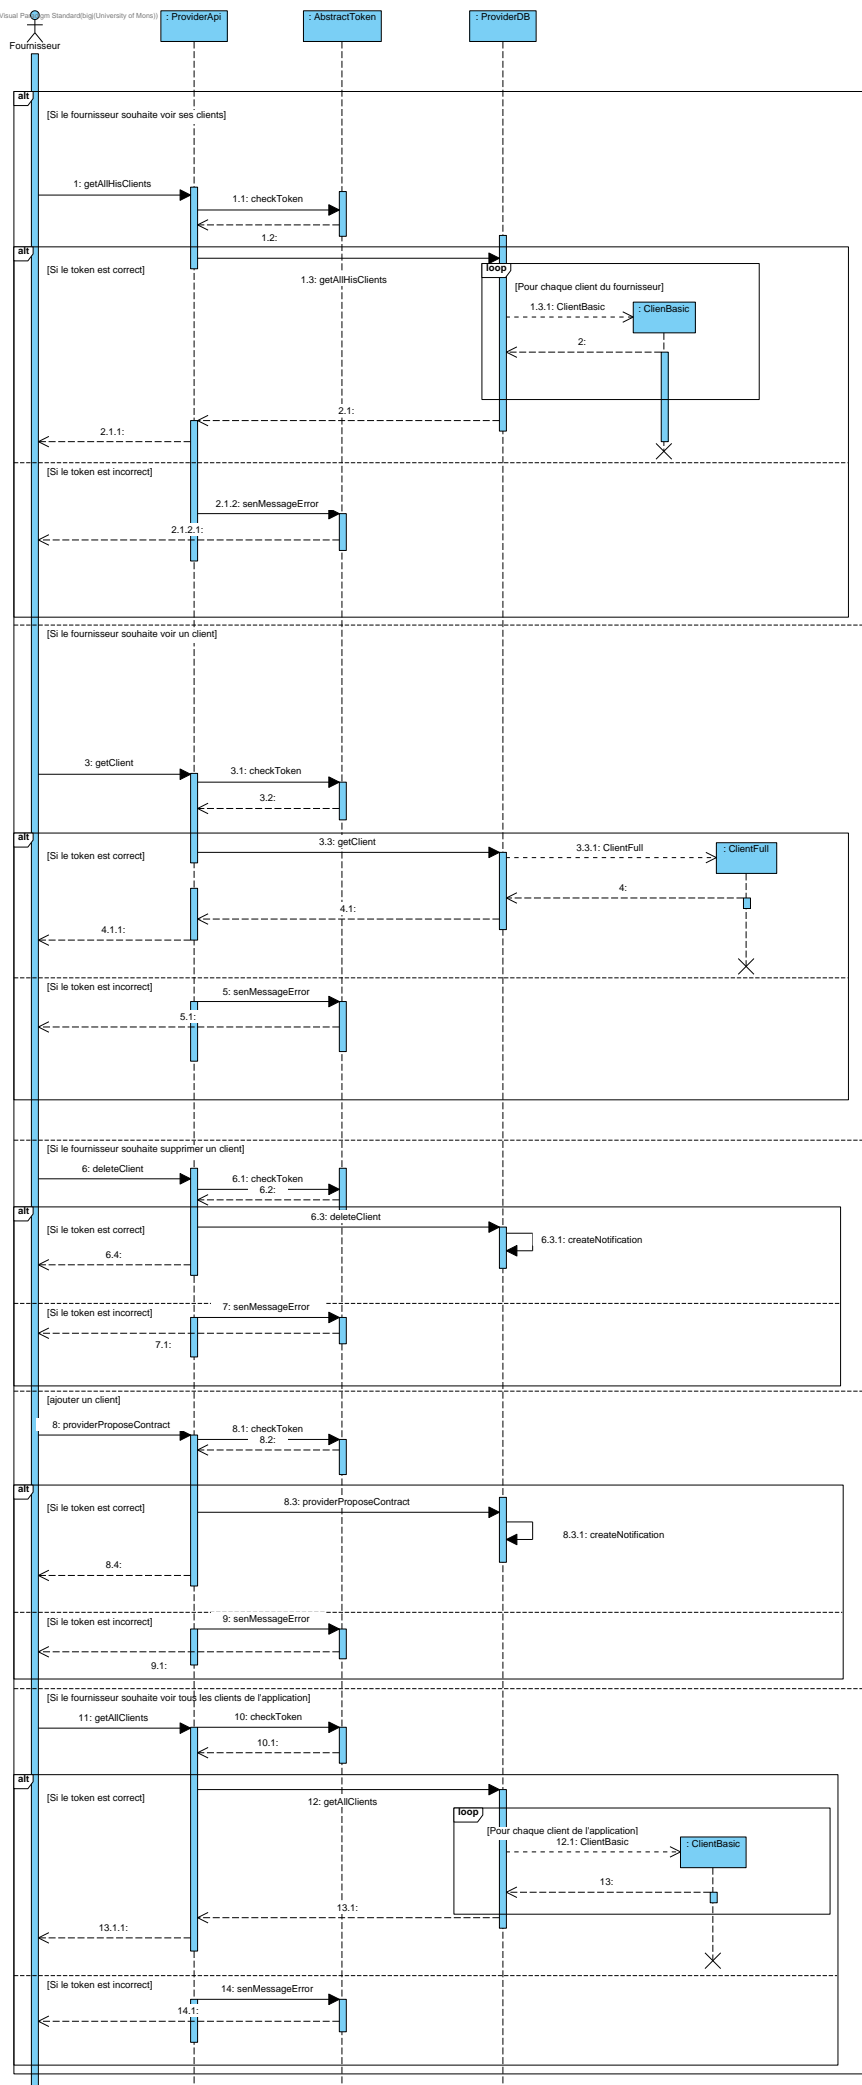 Visual Paradigm Standard(big(University of Mons))
Fournisseur
: ProviderApi
: AbstractToken
: ProviderDB
alt
[Si le fournisseur souhaite voir ses clients]
1: getAllHisClients
1.1: checkToken
1.2:
alt
[Si le token est correct]
1.3: getAllHisClients
loop
[Pour chaque client du fournisseur]
1.3.1: ClientBasic
: ClienBasic
2:
2.1:
2.1.1:
[Si le token est incorrect]
2.1.2: senMessageError
2.1.2.1:
[Si le fournisseur souhaite voir un client]
3: getClient
3.1: checkToken
3.2:
alt
[Si le token est correct]
3.3: getClient
3.3.1: ClientFull
: ClientFull
4:
4.1:
4.1.1:
[Si le token est incorrect]
5: senMessageError
5.1:
[Si le fournisseur souhaite supprimer un client]
6: deleteClient
6.1: checkToken
6.2:
alt
[Si le token est correct]
6.3: deleteClient
6.3.1: createNotification
6.4:
[Si le token est incorrect]
7: senMessageError
7.1:
[ajouter un client]
8: providerProposeContract
8.1: checkToken
8.2:
alt
[Si le token est correct]
8.3: providerProposeContract
8.3.1: createNotification
8.4:
[Si le token est incorrect]
9: senMessageError
9.1:
[Si le fournisseur souhaite voir tous les clients de l'application]
11: getAllClients
10: checkToken
10.1:
alt
[Si le token est correct]
12: getAllClients
loop
[Pour chaque client de l'application]
12.1: ClientBasic
: ClientBasic
13:
13.1:
13.1.1:
[Si le token est incorrect]
14: senMessageError
14.1: